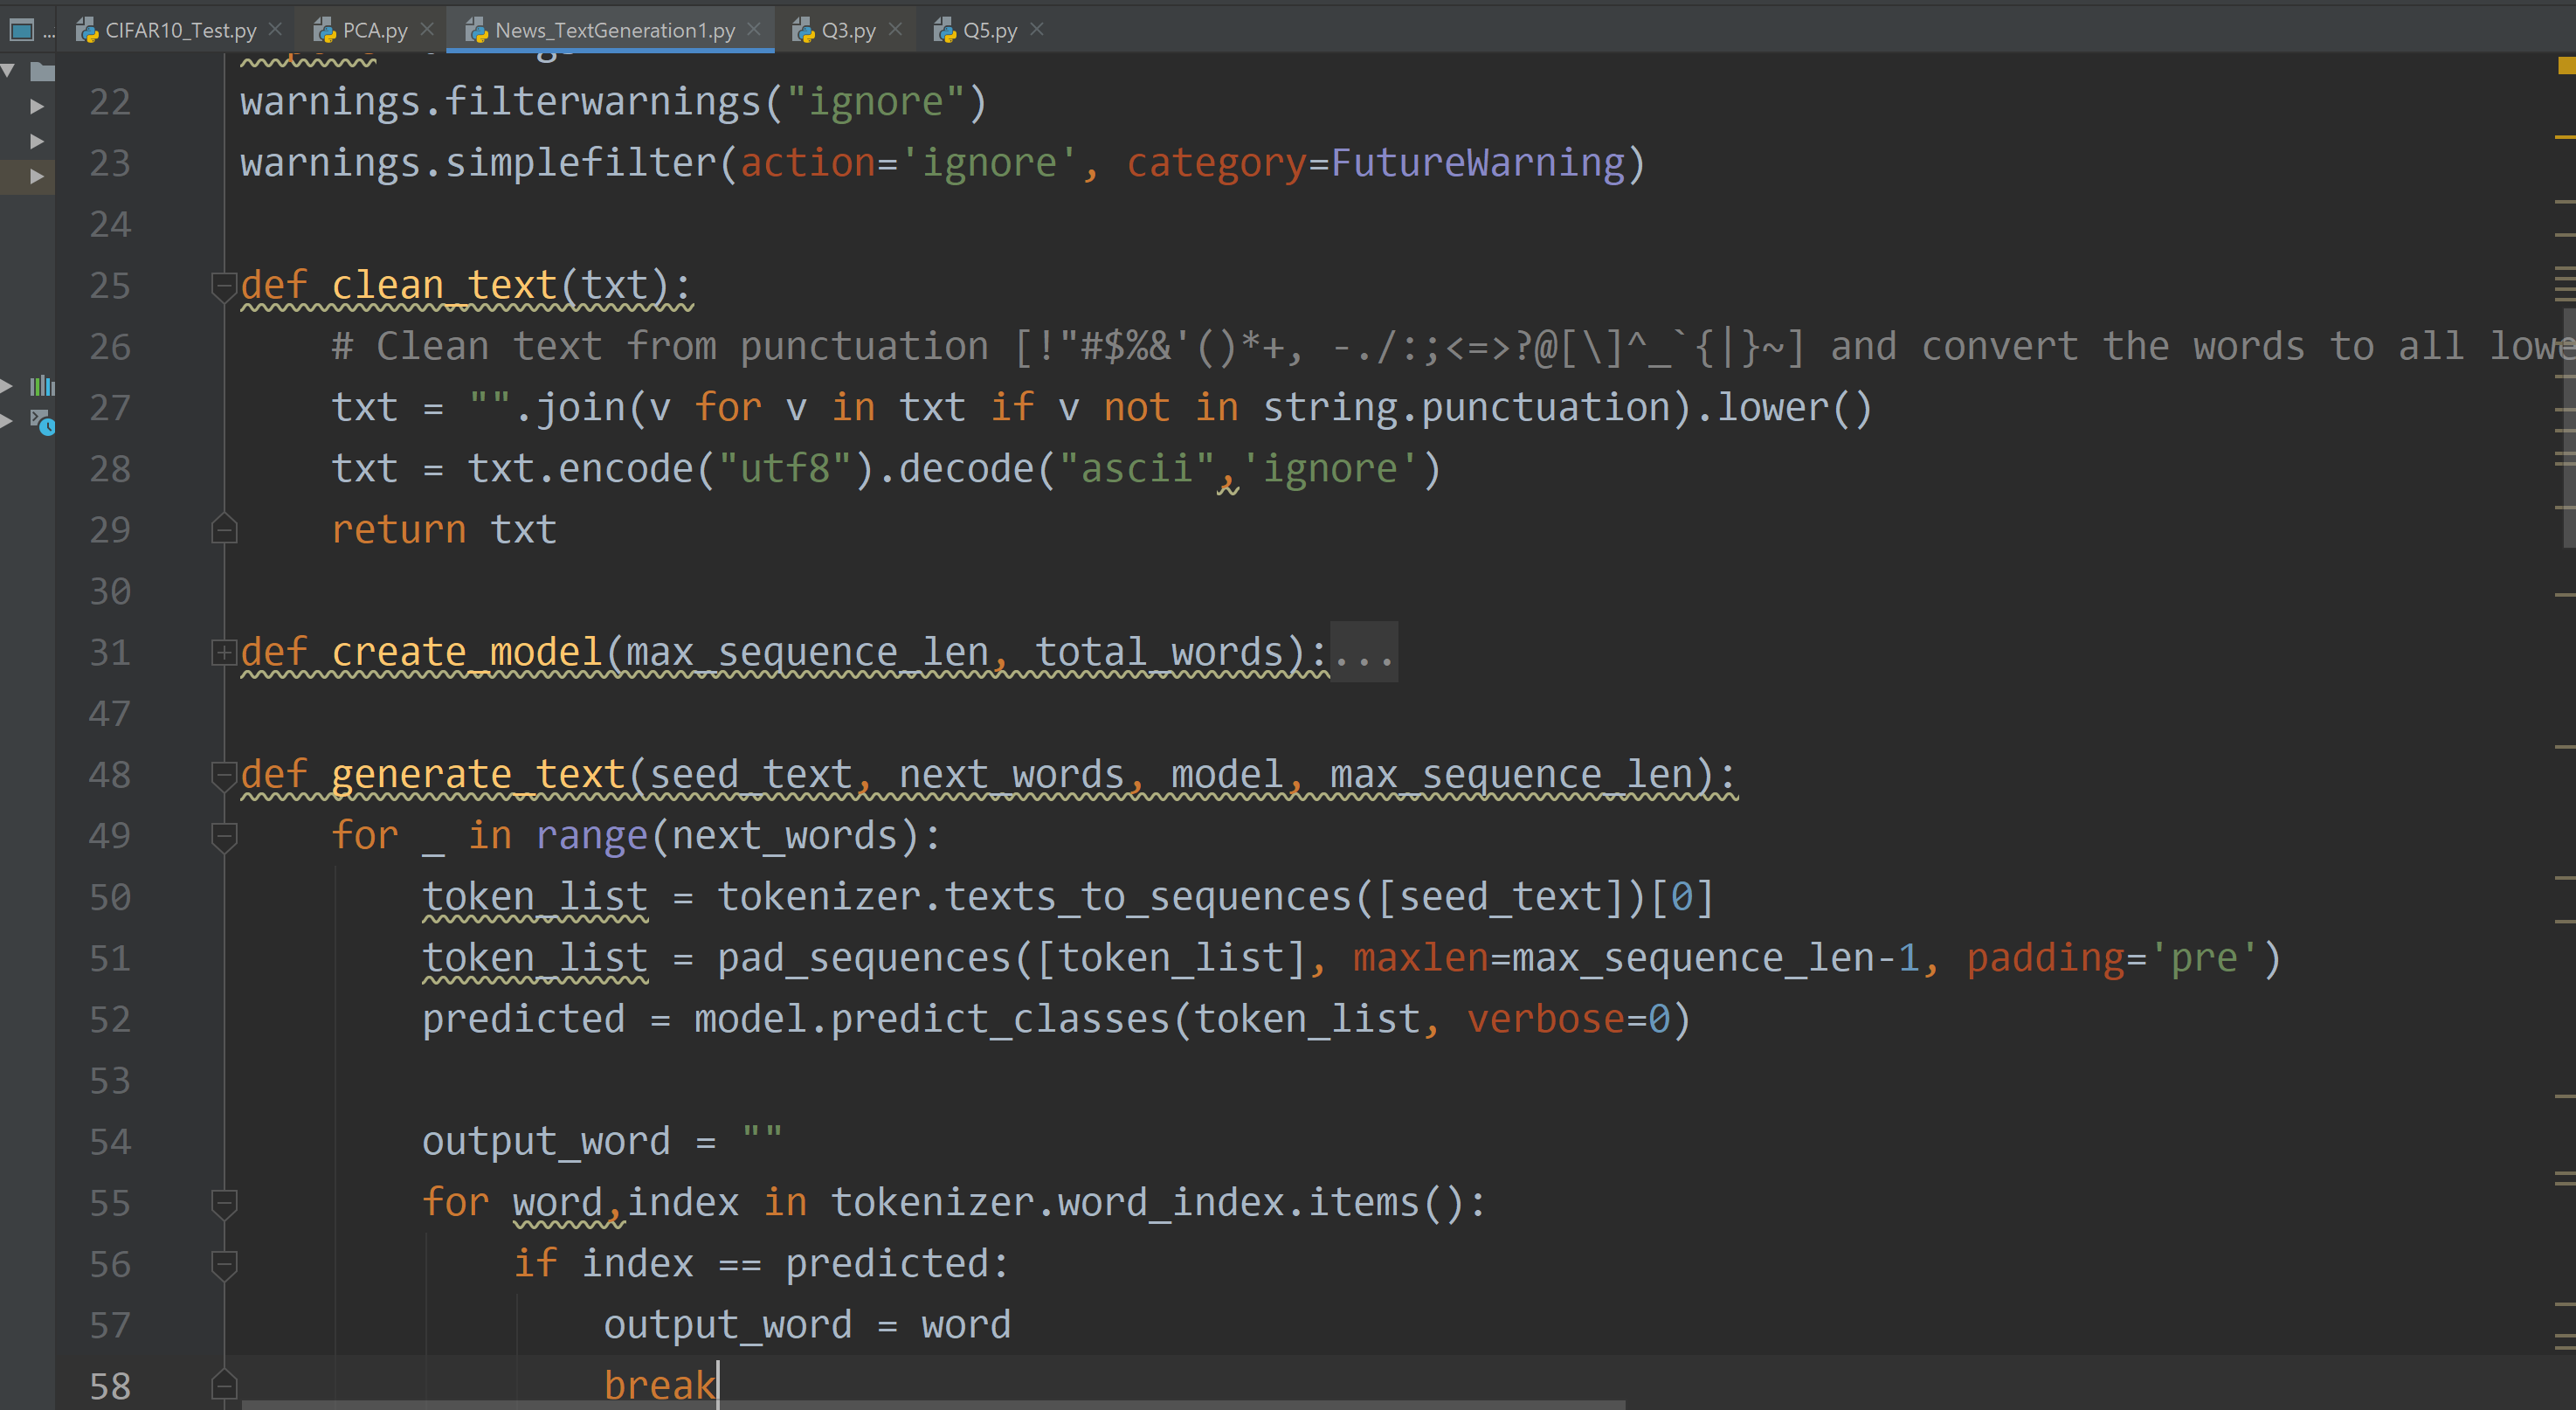 ... CIFAR10_Test.py PCA.py News_TextGeneration1.py Q3.py Q5.py
22 warnings.filterwarnings("ignore")
23 warnings.simplefilter(action='ignore', category=FutureWarning)
24
25 def clean_text(txt):
26 # Clean text from punctuation [!"#$%&'()*+, -./:;<=>?@[\]^_`{|}~] and convert the words to all lowe
27 txt = "".join(v for v in txt if v not in string.punctuation).lower()
28 txt = txt.encode("utf8").decode("ascii",'ignore')
29 return txt
30
31 def create_model(max_sequence_len, total_words):...
47
48 def generate_text(seed_text, next_words, model, max_sequence_len):
49 for _ in range(next_words):
50 token_list = tokenizer.texts_to_sequences([seed_text])[0]
51 token_list = pad_sequences([token_list], maxlen=max_sequence_len-1, padding='pre')
52 predicted = model.predict_classes(token_list, verbose=0)
53
54 output_word = ""
55 for word,index in tokenizer.word_index.items():
56 if index == predicted:
57 output_word = word
58 break